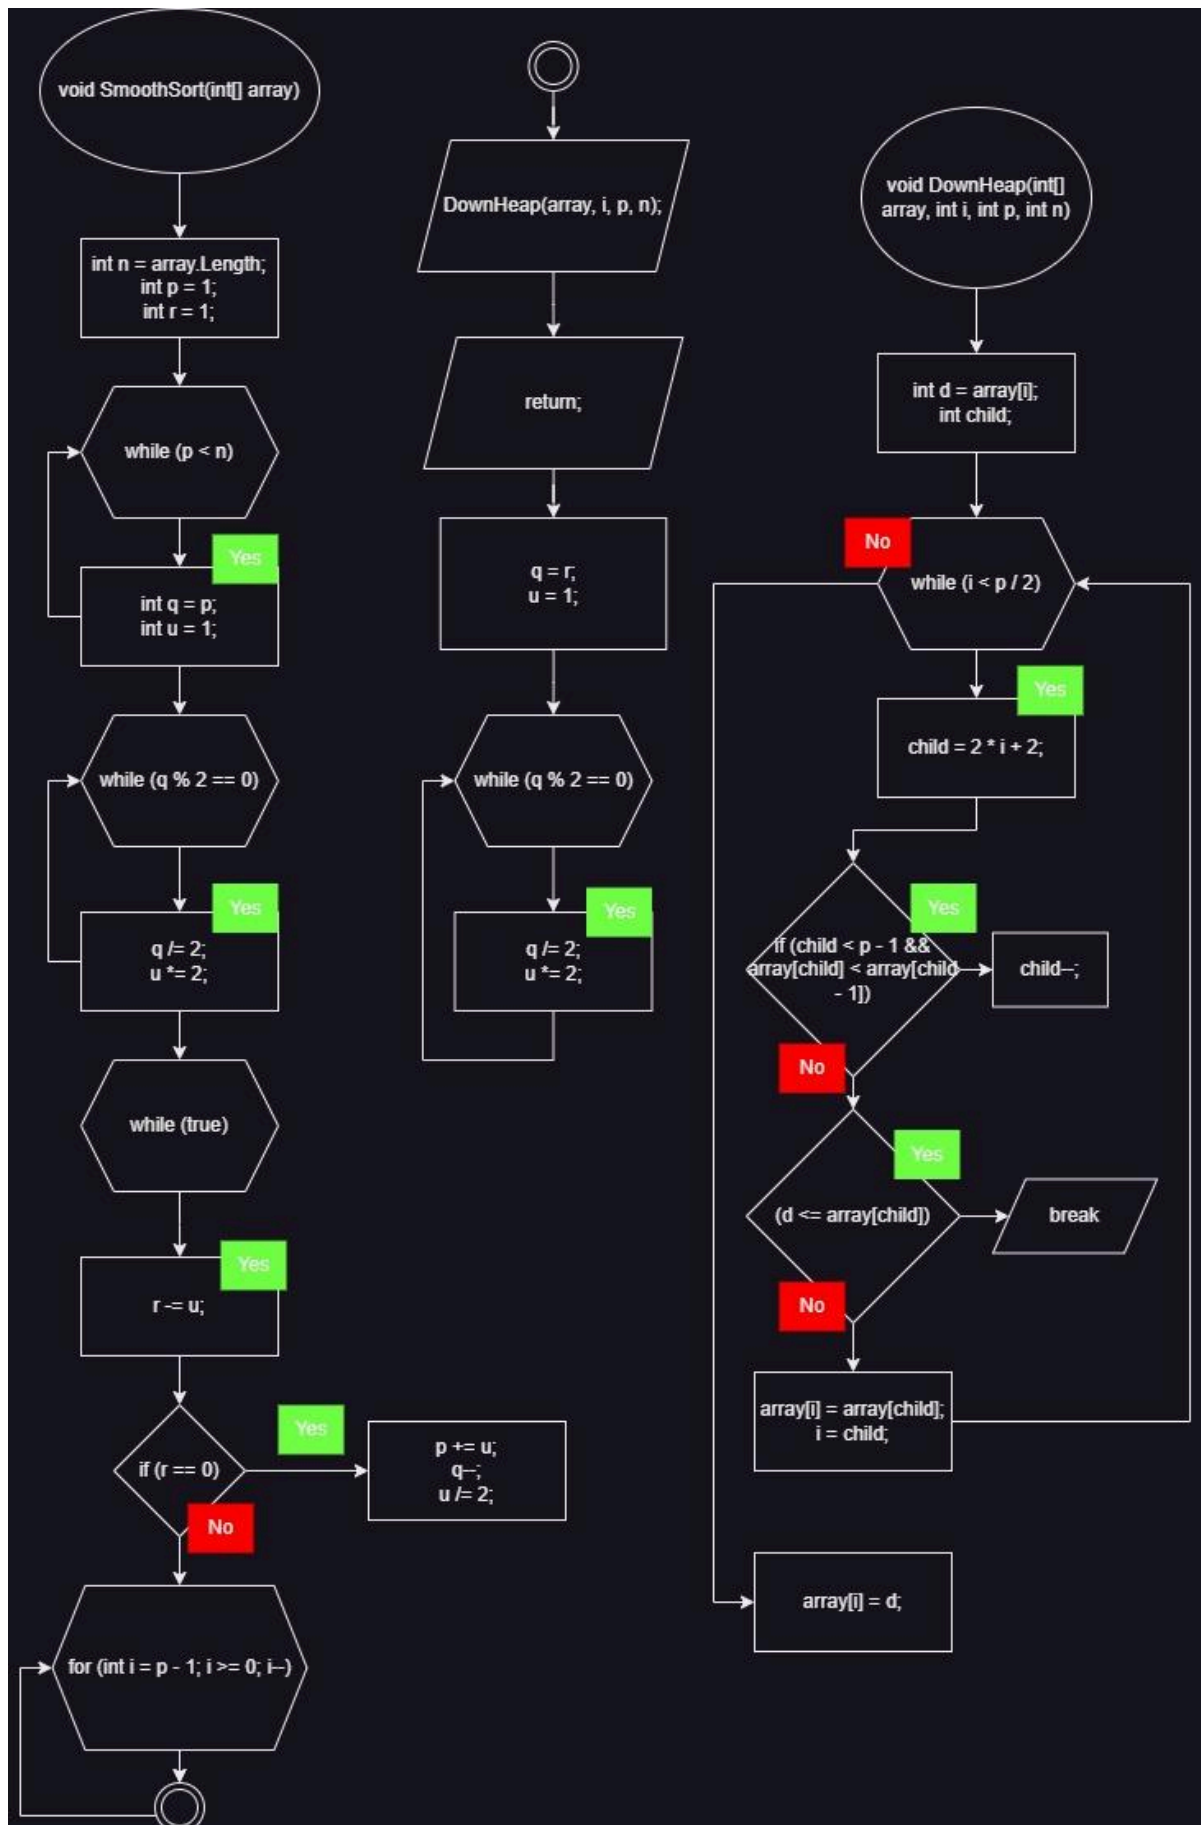 void SmoothSort(int[] array)
int n = array.Length;
int p = 1;
int r = 1;
while (p < n)
Yes
int q = p;
int u = 1;
while (q % 2 == 0)
Yes
q /= 2;
u *= 2;
while (true)
Yes
r -= u;
if (r == 0)
Yes
No
p += u;
q--;
u /= 2;
for (int i = p - 1; i >= 0; i--)
DownHeap(array, i, p, n);
return;
q = r;
u = 1;
while (q % 2 == 0)
Yes
q /= 2;
u *= 2;
void DownHeap(int[]
array, int i, int p, int n)
int d = array[i];
int child;
No
while (i < p / 2)
Yes
child = 2 * i + 2;
Yes
if (child < p - 1 &&
array[child] < array[child
- 1])
child--;
No
Yes
(d <= array[child])
break
No
array[i] = array[child];
i = child;
array[i] = d;